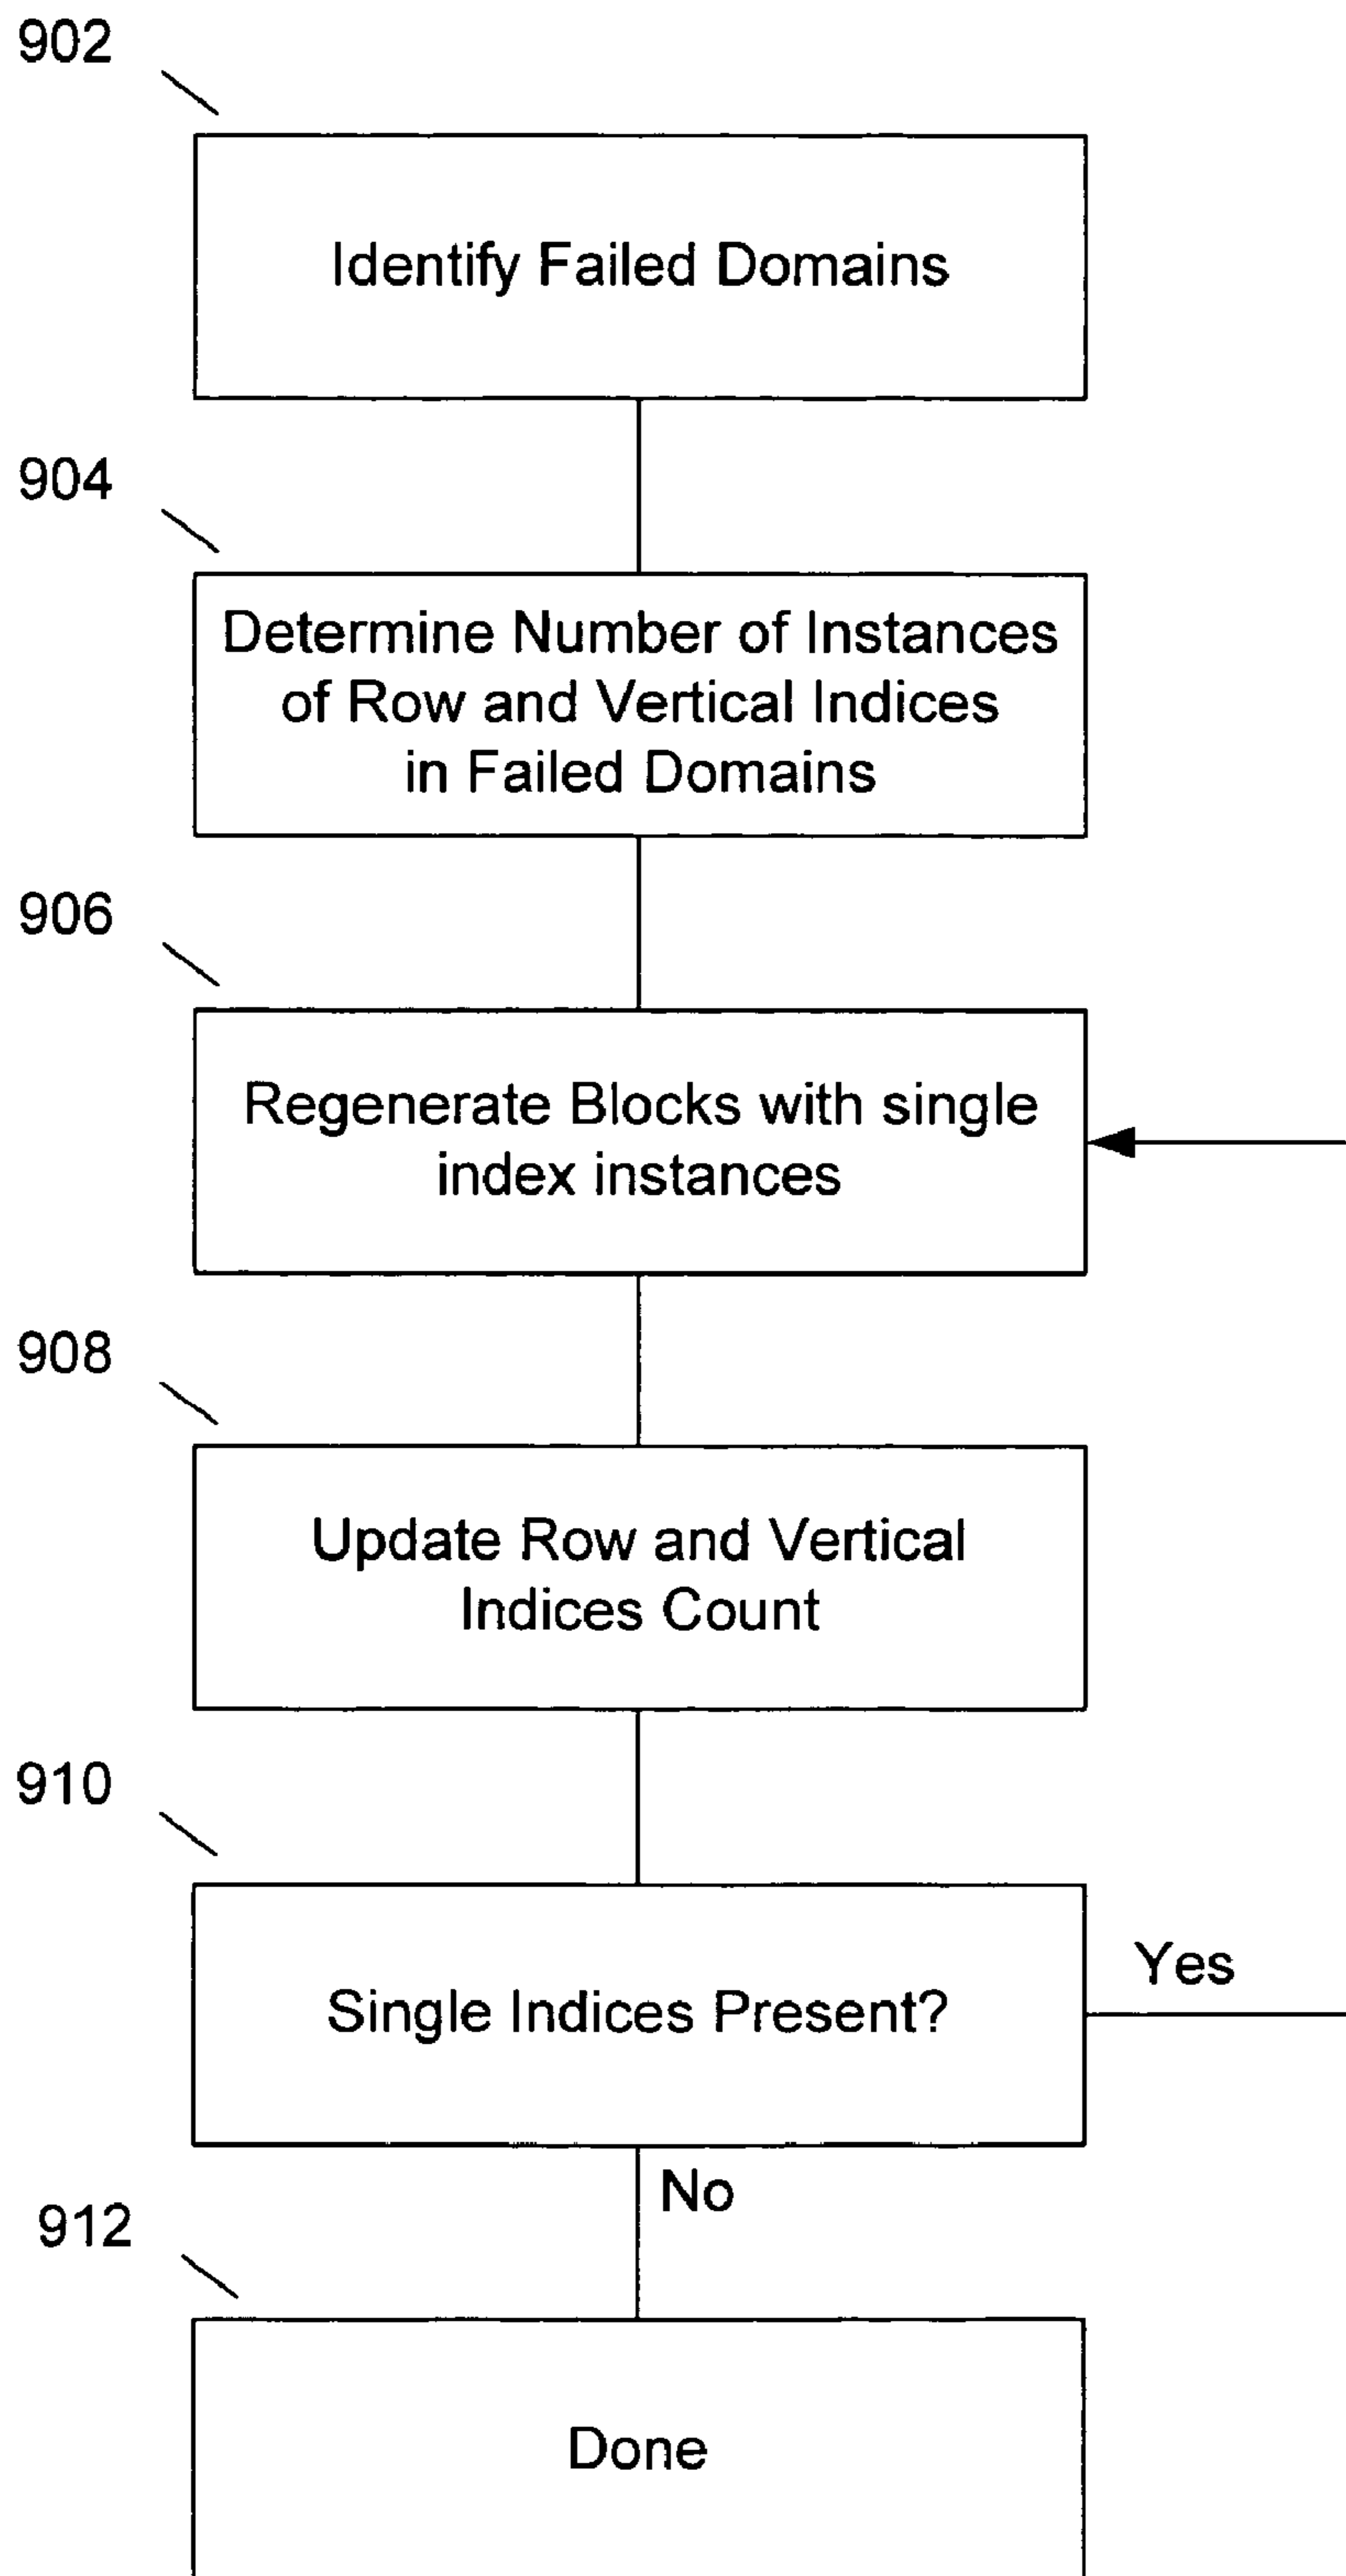 902
Identify Failed Domains
904
Determine Number of Instances
of Row and Vertical Indices
in Failed Domains
906
Regenerate Blocks with single
index instances
908
Update Row and Vertical
Indices Count
910
Single Indices Present?
Yes
No
912
Done